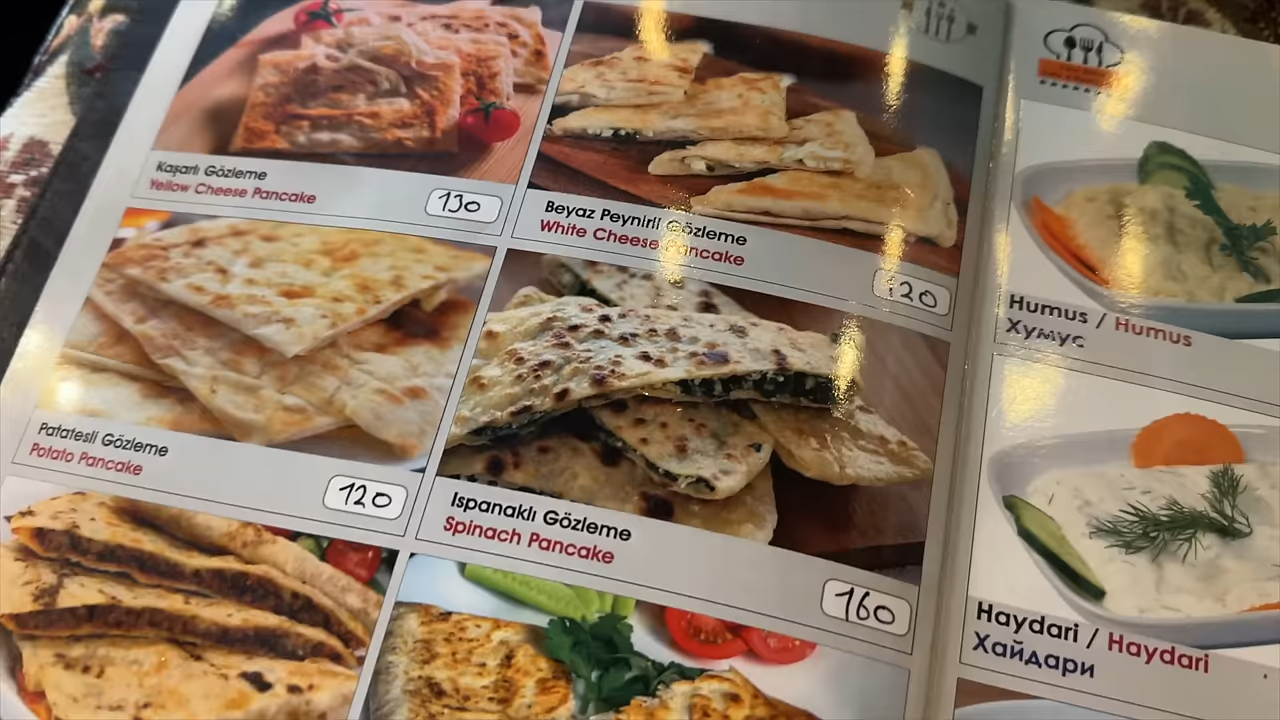 Kaşarlı Gözleme
Yellow Cheese Pancake
130
Beyaz Peynirli Gözleme
White Cheese Pancake
120
Patatesli Gözleme
Potato Pancake
120
Ispanaklı Gözleme
Spinach Pancake
160
Humus / Humus
Хумус
Haydari / Haydari
Хайдари